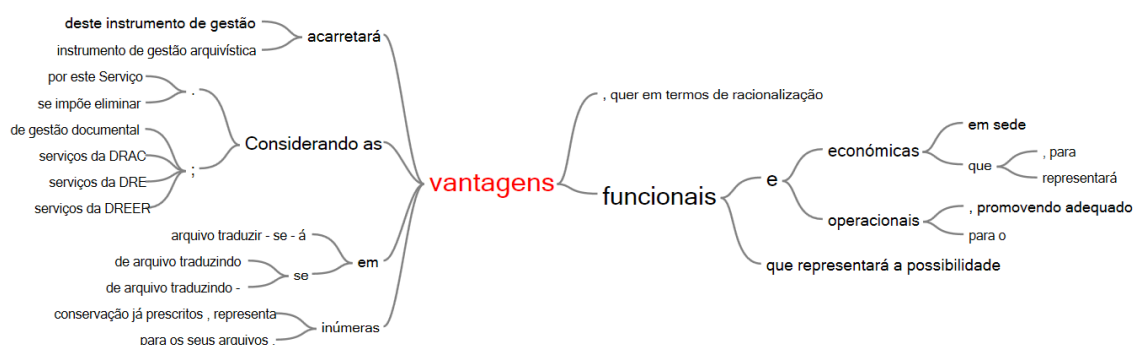 deste instrumento de gestão
instrumento de gestão arquivística
acarretará
por este Serviço
se impõe eliminar
.
de gestão documental
serviços da DRAC
serviços da DRE
serviços da DREER
;
Considerando as
arquivo traduzir - se - á
de arquivo traduzindo
de arquivo traduzindo -
se
em
conservação já prescritos , representa
para os seus arquivos ,
inúmeras
vantagens
, quer em termos de racionalização
funcionais
e
económicas
em sede
que
, para
representará
operacionais
, promovendo adequado
para o
que representará a possibilidade